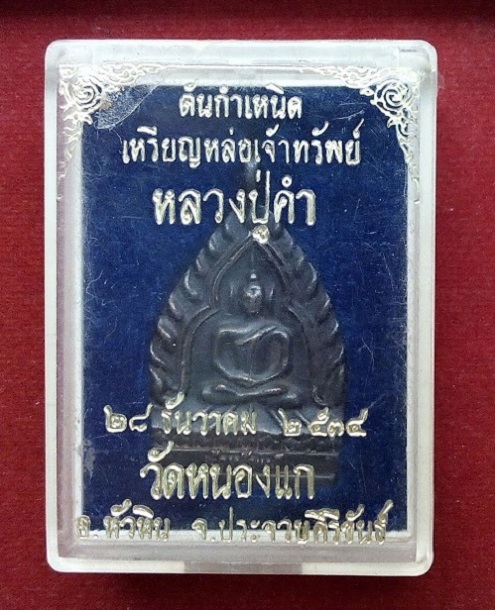 ต้นกำเหนิด
เหรียญหล่อเจ้าทรัพย์
หลวงปู่คำ
๒๘ ธันวาคม ๒๕๓๔
วัดหนองแก
อ.หัวหิน จ.ประจวบคีรีขันธ์